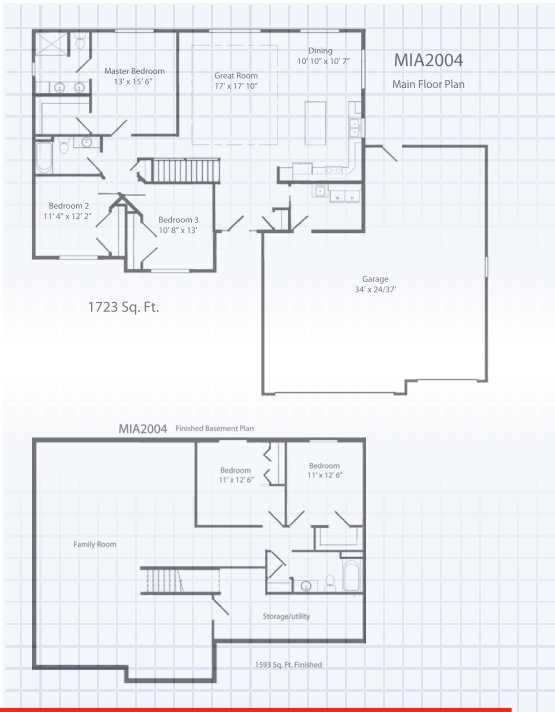 MIA2004
Main Floor Plan
Dining
10' 10" x 10' 7"
Master Bedroom
13' x 15' 6"
Great Room
17' x 17' 10"
Bedroom 2
11' 4" x 12' 2"
Bedroom 3
10' 8" x 13'
Garage
34' x 24/37'
1723 Sq. Ft.
MIA2004 Finished Basement Plan
Bedroom
11' x 12' 6"
Bedroom
11' x 12' 6"
Family Room
Storage/utility
1593 Sq. Ft. Finished